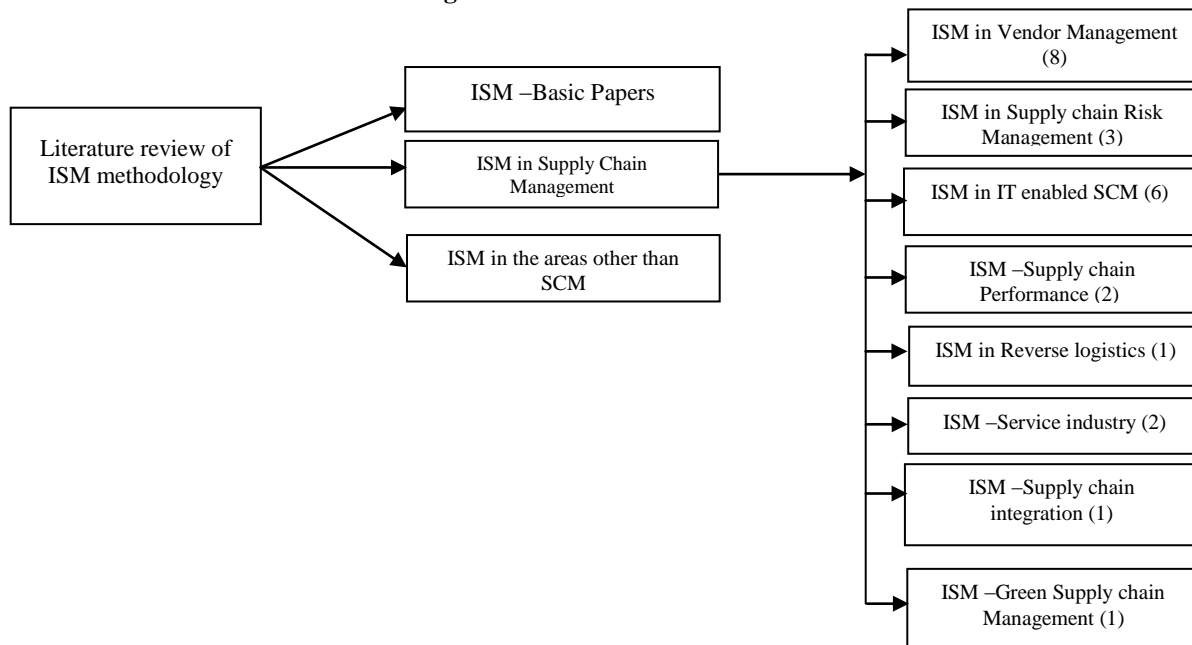 Literature review of
ISM methodology
ISM –Basic Papers
ISM in Supply Chain
Management
ISM in the areas other than
SCM
ISM in Vendor Management
(8)
ISM in Supply chain Risk
Management (3)
ISM in IT enabled SCM (6)
ISM –Supply chain
Performance (2)
ISM in Reverse logistics (1)
ISM –Service industry (2)
ISM –Supply chain
integration (1)
ISM –Green Supply chain
Management (1)